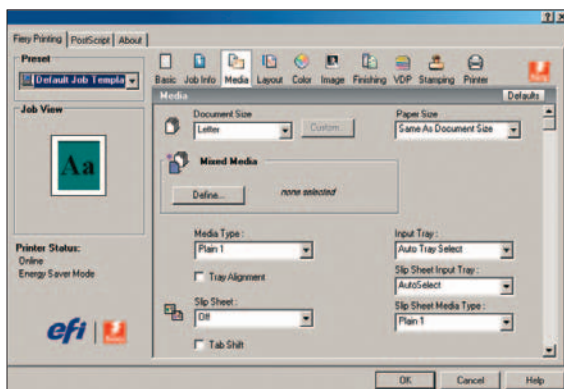 Fiery Printing PostScript About
Preset
Default Job Templa
Job View
Aa
Printer Status:
Online
Energy Saver Mode
efi
Basic Job Info Media Layout Color Image Finishing VDP Stamping Printer
Media Defaults
Document Size
Letter
Custom...
Paper Size
Same As Document Size
Mixed Media
Define...
none selected
Media Type :
Plain 1
Tray Alignment
Slip Sheet :
Off
Tab Shift
Input Tray :
Auto Tray Select
Slip Sheet Input Tray :
AutoSelect
Slip Sheet Media Type :
Plain 1
OK Cancel Help